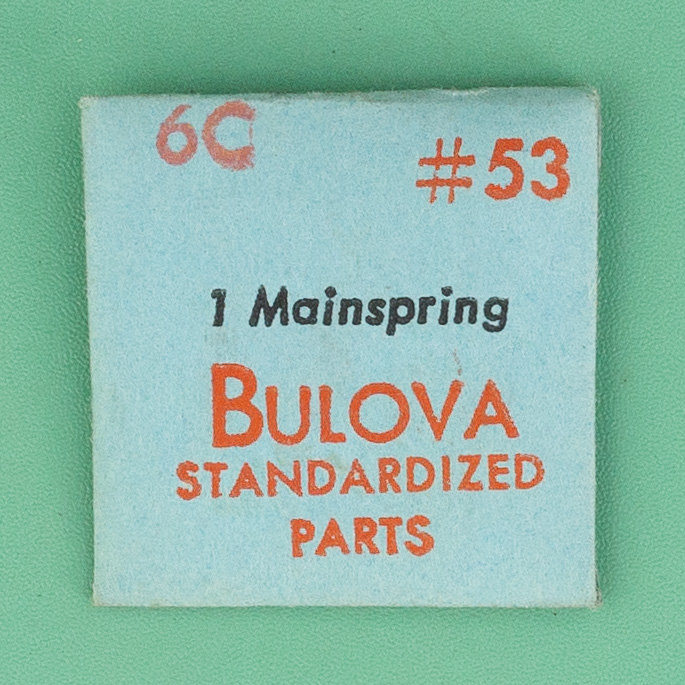 6C
#53
1 Mainspring
BULOVA
STANDARDIZED
PARTS